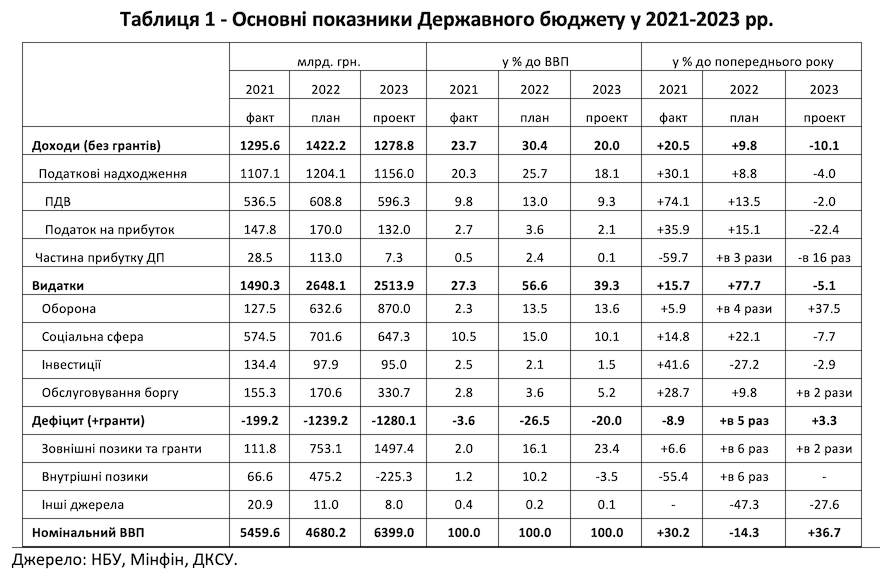 Таблиця 1 - Основні показники Державного бюджету у 2021-2023 рр.
млрд. грн. у % до ВВП у % до попереднього року
2021 2022 2023 2021 2022 2023 2021 2022 2023
факт план проект факт план проект факт план проект
Доходи (без грантів) 1295.6 1422.2 1278.8 23.7 30.4 20.0 +20.5 +9.8 -10.1
Податкові надходження 1107.1 1204.1 1156.0 20.3 25.7 18.1 +30.1 +8.8 -4.0
ПДВ 536.5 608.8 596.3 9.8 13.0 9.3 +74.1 +13.5 -2.0
Податок на прибуток 147.8 170.0 132.0 2.7 3.6 2.1 +35.9 +15.1 -22.4
Частина прибутку ДП 28.5 113.0 7.3 0.5 2.4 0.1 -59.7 +в 3 рази -в 16 раз
Видатки 1490.3 2648.1 2513.9 27.3 56.6 39.3 +15.7 +77.7 -5.1
Оборона 127.5 632.6 870.0 2.3 13.5 13.6 +5.9 +в 4 рази +37.5
Соціальна сфера 574.5 701.6 647.3 10.5 15.0 10.1 +14.8 +22.1 -7.7
Інвестиції 134.4 97.9 95.0 2.5 2.1 1.5 +41.6 -27.2 -2.9
Обслуговування боргу 155.3 170.6 330.7 2.8 3.6 5.2 +28.7 +9.8 +в 2 рази
Дефіцит (+гранти) -199.2 -1239.2 -1280.1 -3.6 -26.5 -20.0 -8.9 +в 5 раз +3.3
Зовнішні позики та гранти 111.8 753.1 1497.4 2.0 16.1 23.4 +6.6 +в 6 раз +в 2 рази
Внутрішні позики 66.6 475.2 -225.3 1.2 10.2 -3.5 -55.4 +в 6 раз -
Інші джерела 20.9 11.0 8.0 0.4 0.2 0.1 - -47.3 -27.6
Номінальний ВВП 5459.6 4680.2 6399.0 100.0 100.0 100.0 +30.2 -14.3 +36.7
Джерело: НБУ, Мінфін, ДКСУ.